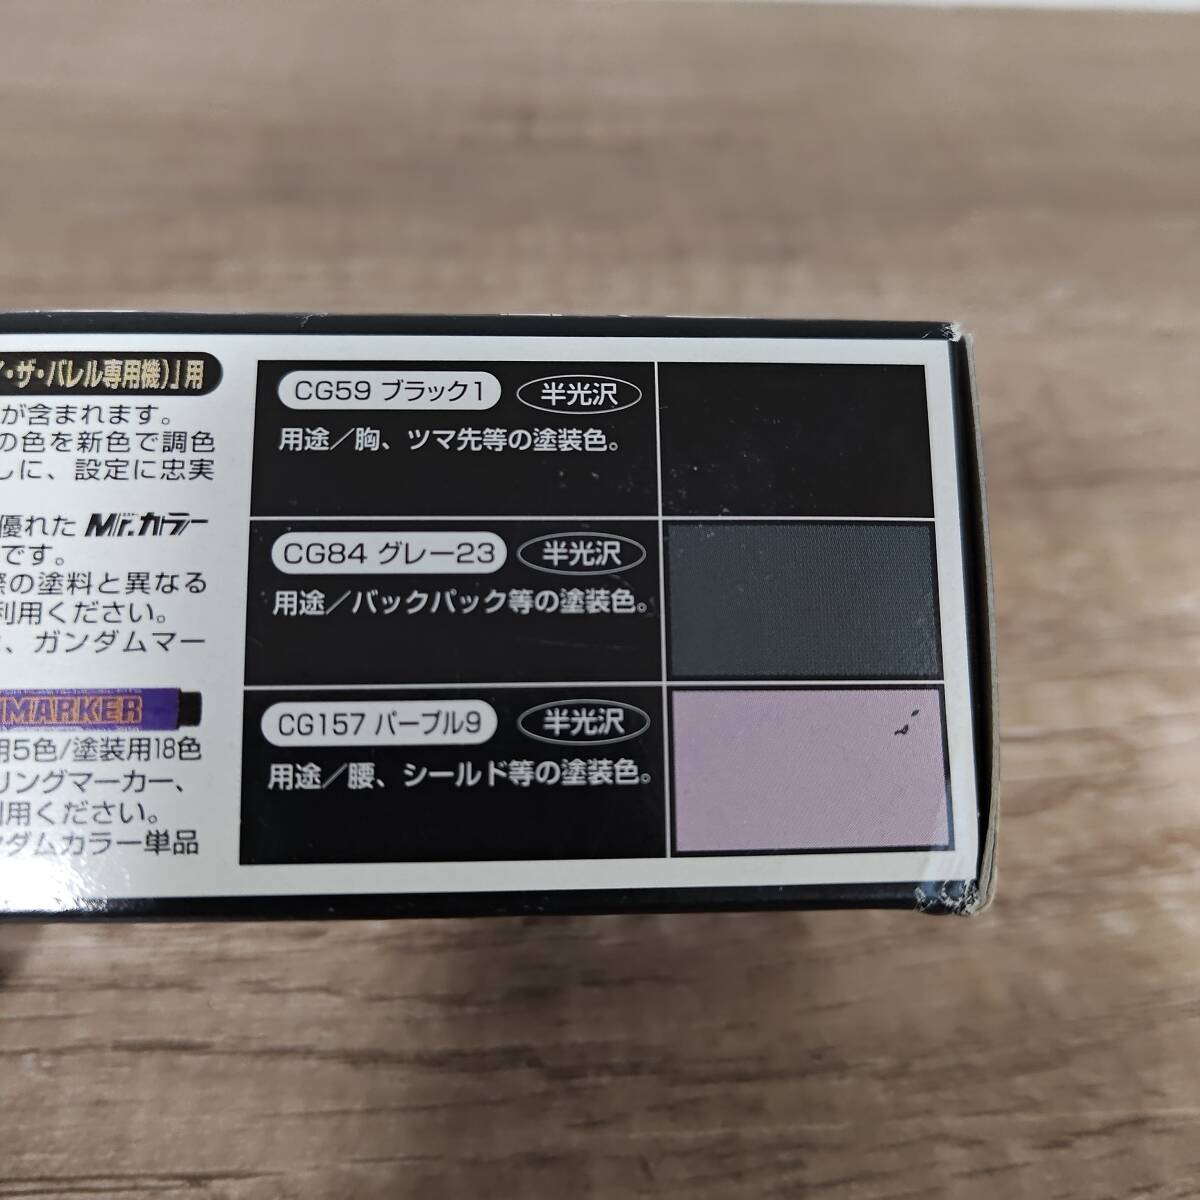 ・ザ・バレル専用機)」用
が含まれます。
の色を新色で調色
しに、設定に忠実
優れた Mr.カラー
です。
際の塗料と異なる
利用ください。
、ガンダムマー
MARKER
用5色/塗装用18色
リングマーカー、
利用ください。
ダムカラー単品
CG59 ブラック1 半光沢
用途／胸、ツマ先等の塗装色。
CG84 グレー23 半光沢
用途／バックパック等の塗装色。
CG157 パープル9 半光沢
用途／腰、シールド等の塗装色。